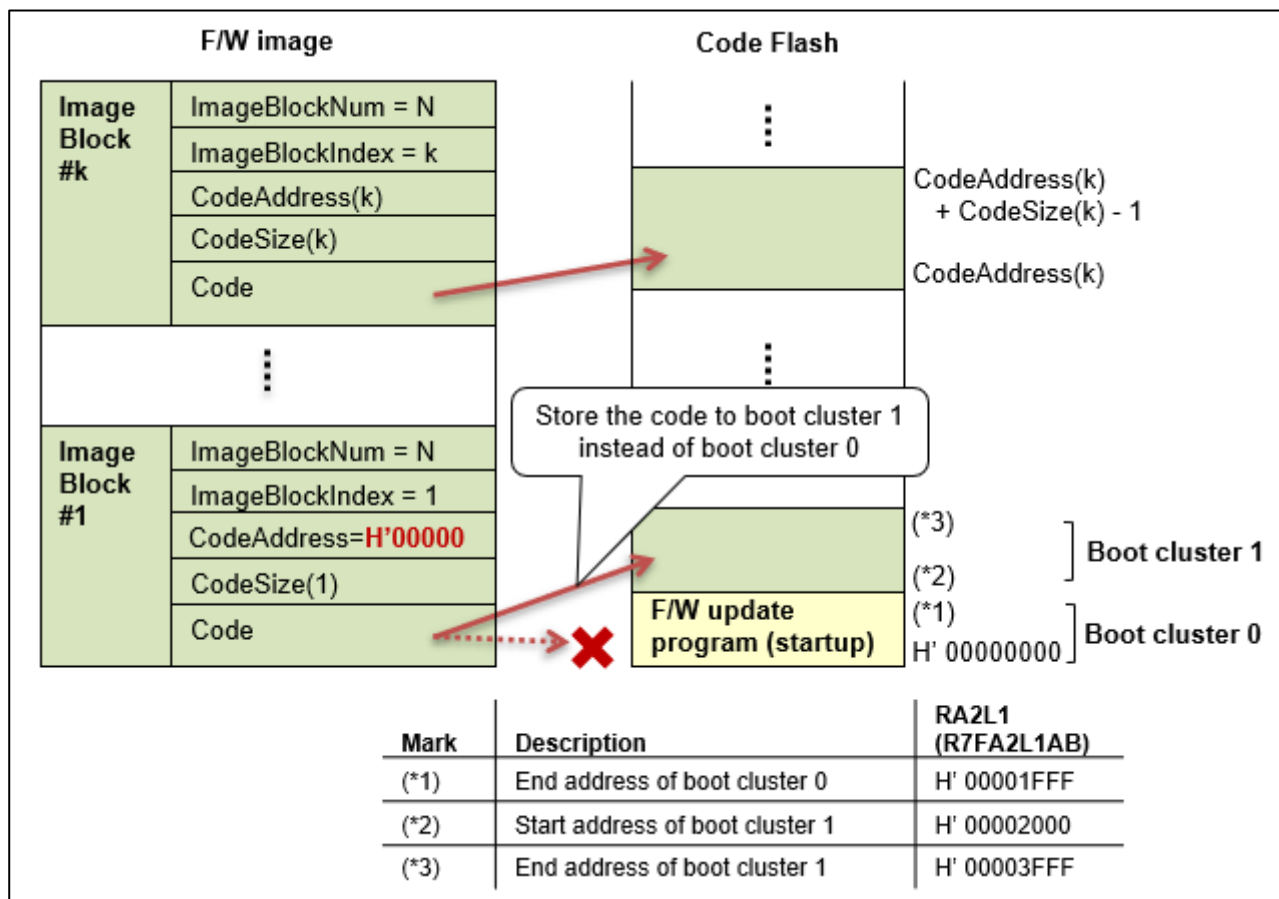 F/W image
Code Flash
Image
Block
#k
ImageBlockNum = N
ImageBlockIndex = k
CodeAddress(k)
CodeSize(k)
Code
CodeAddress(k)
+ CodeSize(k) - 1
CodeAddress(k)
Store the code to boot cluster 1
instead of boot cluster 0
Image
Block
#1
ImageBlockNum = N
ImageBlockIndex = 1
CodeAddress=H'00000
CodeSize(1)
Code
(*3)
(*2)
Boot cluster 1
F/W update
program (startup)
(*1)
H' 00000000
Boot cluster 0
Mark
Description
RA2L1
(R7FA2L1AB)
(*1)
End address of boot cluster 0
H' 00001FFF
(*2)
Start address of boot cluster 1
H' 00002000
(*3)
End address of boot cluster 1
H' 00003FFF